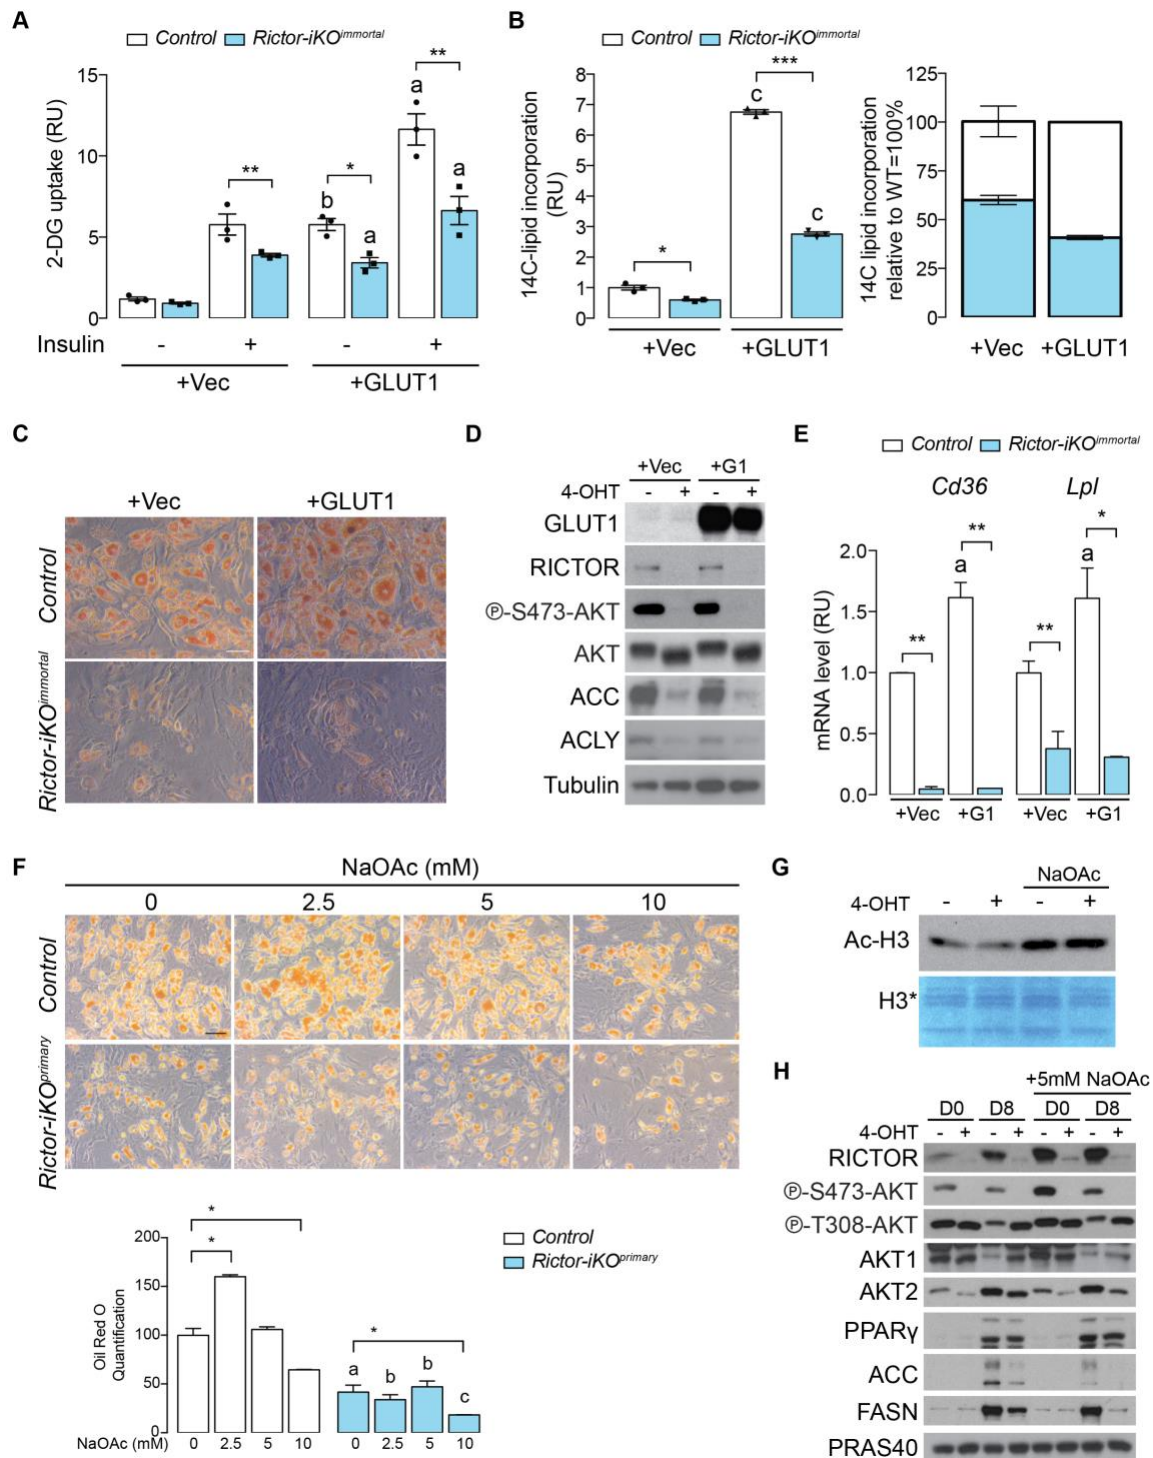 A
Control Rictor-iKO immortal
2-DG uptake (RU)
15
10
5
0
**
*
**
b
a
a
a
Insulin - + - +
+Vec +GLUT1
B
Control Rictor-iKO immortal
14C-lipid incorporation
(RU)
8
7
6
5
4
3
2
1
0
*
***
c
c
+Vec +GLUT1
14C lipid incorporation
relative to WT=100%
125
100
75
50
25
0
+Vec +GLUT1
C
+Vec +GLUT1
Control
Rictor-iKO immortal
D
+Vec +G1
4-OHT - + - +
GLUT1
RICTOR
Ⓟ-S473-AKT
AKT
ACC
ACLY
Tubulin
E
Control Rictor-iKO immortal
Cd36 Lpl
mRNA level (RU)
2.0
1.5
1.0
0.5
0.0
**
a
**
**
a
*
+Vec +G1 +Vec +G1
F
NaOAc (mM)
0 2.5 5 10
Control
Rictor-iKO primary
Oil Red O
Quantification
200
150
100
50
0
*
*
*
a b b c
Control
Rictor-iKO primary
NaOAc (mM) 0 2.5 5 10 0 2.5 5 10
G
NaOAc
4-OHT - + - +
Ac-H3
H3*
H
+5mM NaOAc
D0 D8 D0 D8
4-OHT - + - + - + - +
RICTOR
Ⓟ-S473-AKT
Ⓟ-T308-AKT
AKT1
AKT2
PPARγ
ACC
FASN
PRAS40